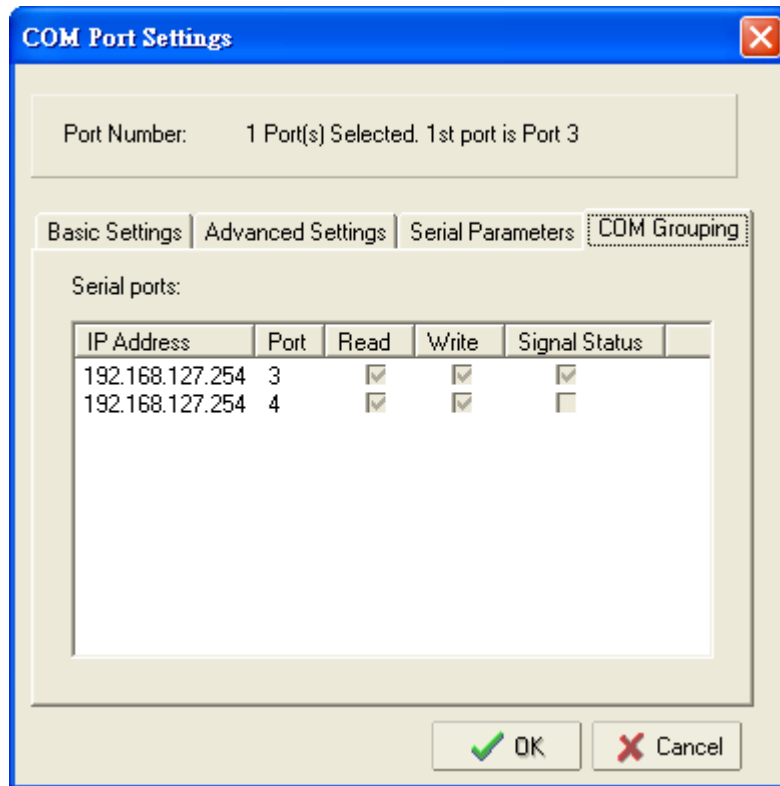 COM Port Settings
Port Number: 1 Port(s) Selected. 1st port is Port 3
Basic Settings Advanced Settings Serial Parameters COM Grouping
Serial ports:
IP Address Port Read Write Signal Status
192.168.127.254 3
192.168.127.254 4
OK Cancel